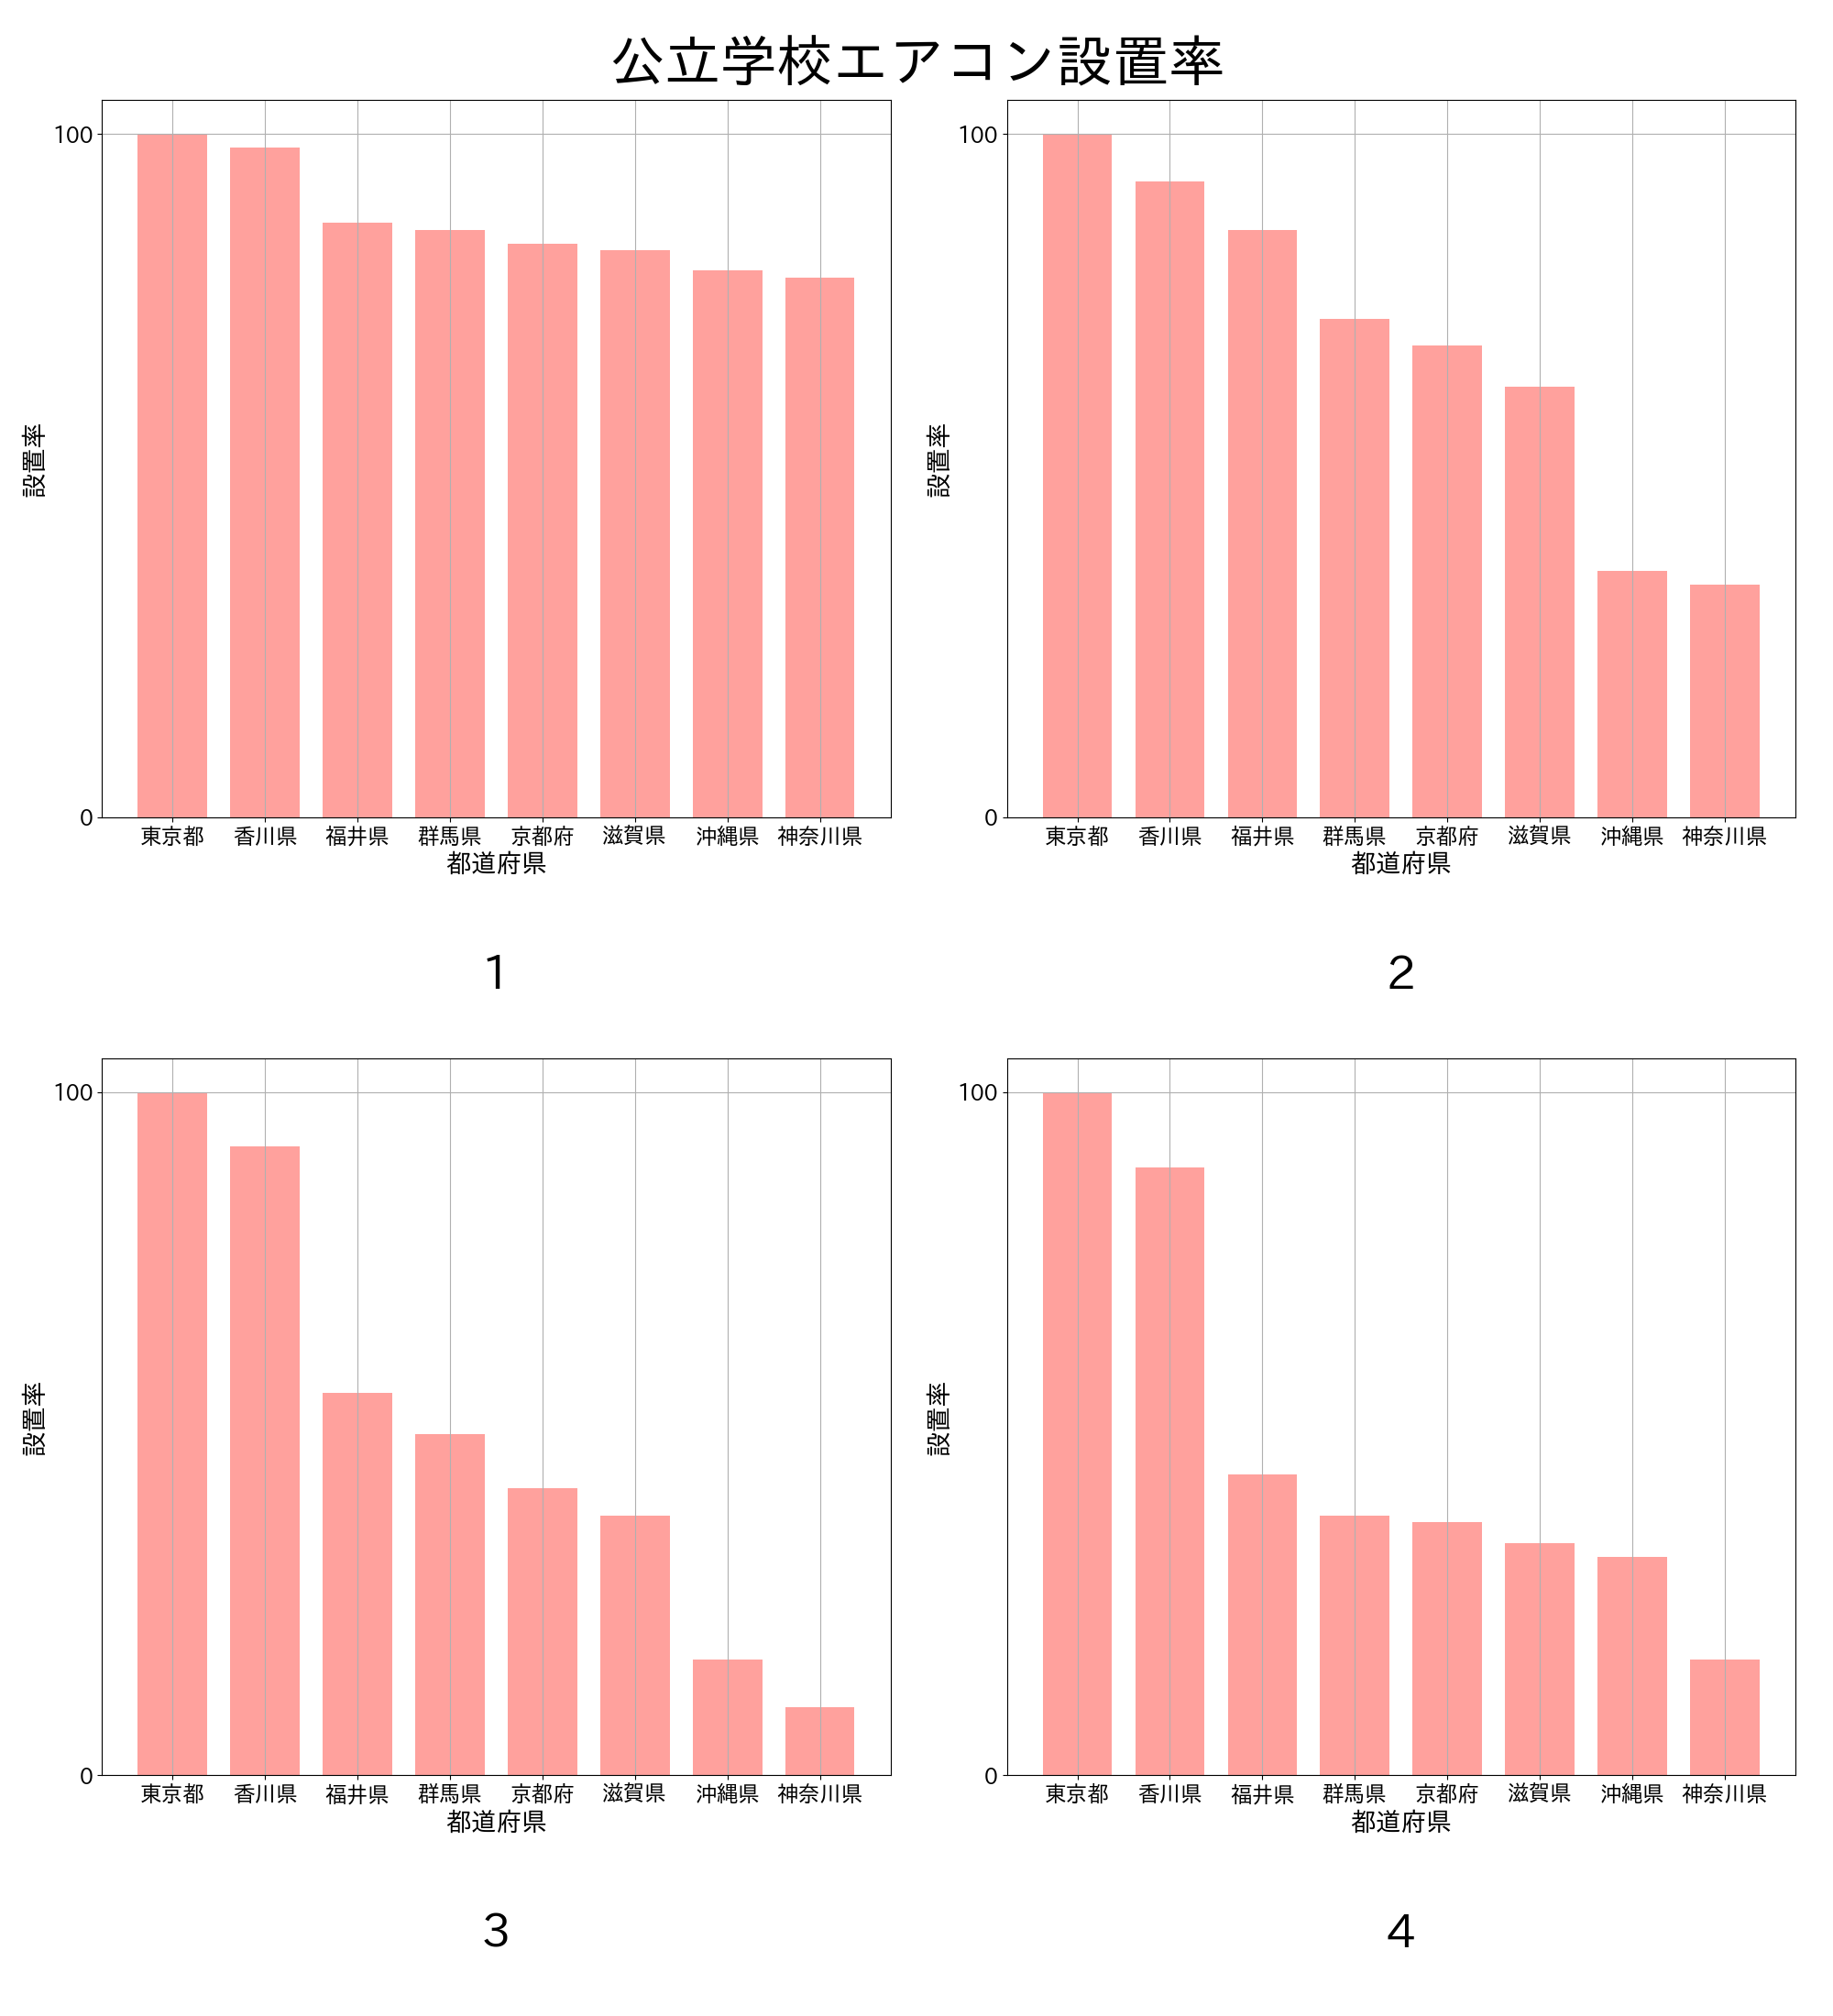 公立学校エアコン設置率
100
0
設置率
東京都 香川県 福井県 群馬県 京都府 滋賀県 沖縄県 神奈川県
都道府県
1
100
0
設置率
東京都 香川県 福井県 群馬県 京都府 滋賀県 沖縄県 神奈川県
都道府県
2
100
0
設置率
東京都 香川県 福井県 群馬県 京都府 滋賀県 沖縄県 神奈川県
都道府県
3
100
0
設置率
東京都 香川県 福井県 群馬県 京都府 滋賀県 沖縄県 神奈川県
都道府県
4